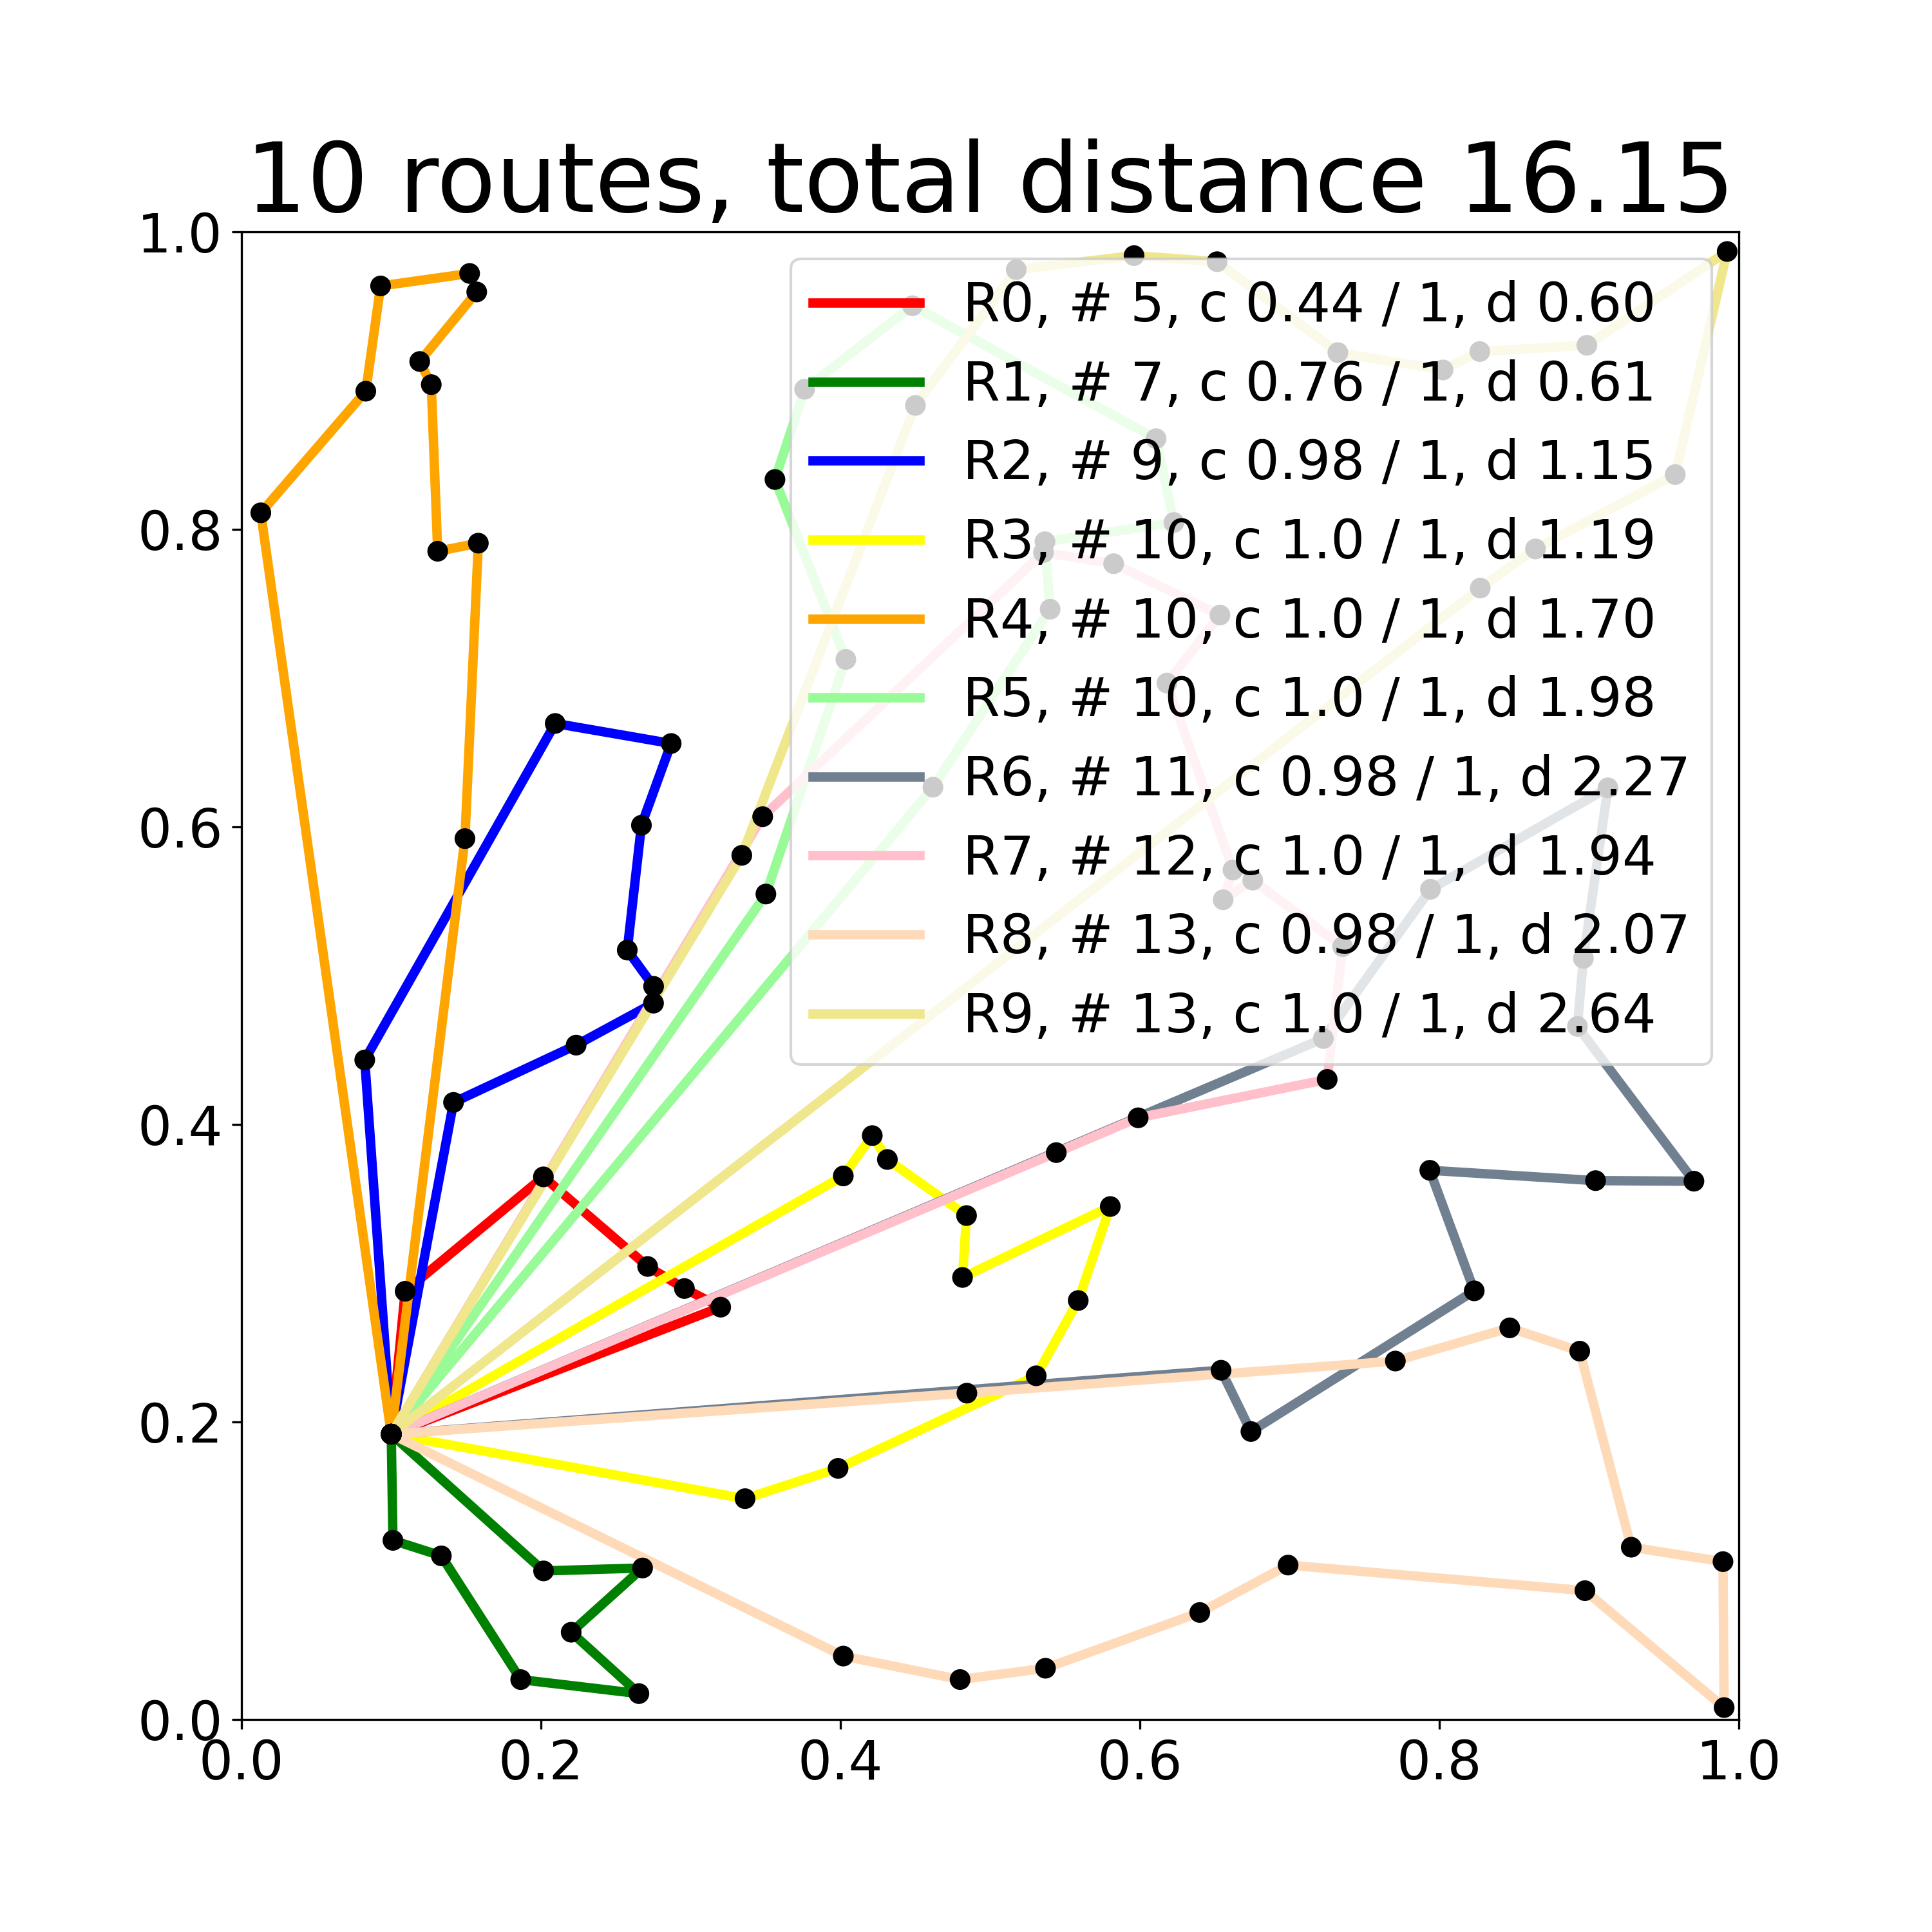 10 routes, total distance 16.15
1.0
0.8
0.6
0.4
0.2
0.0
R0, # 5, c 0.44 / 1, d 0.60
R1, # 7, c 0.76 / 1, d 0.61
R2, # 9, c 0.98 / 1, d 1.15
R3, # 10, c 1.0 / 1, d 1.19
R4, # 10, c 1.0 / 1, d 1.70
R5, # 10, c 1.0 / 1, d 1.98
R6, # 11, c 0.98 / 1, d 2.27
R7, # 12, c 1.0 / 1, d 1.94
R8, # 13, c 0.98 / 1, d 2.07
R9, # 13, c 1.0 / 1, d 2.64
0.0 0.2 0.4 0.6 0.8 1.0